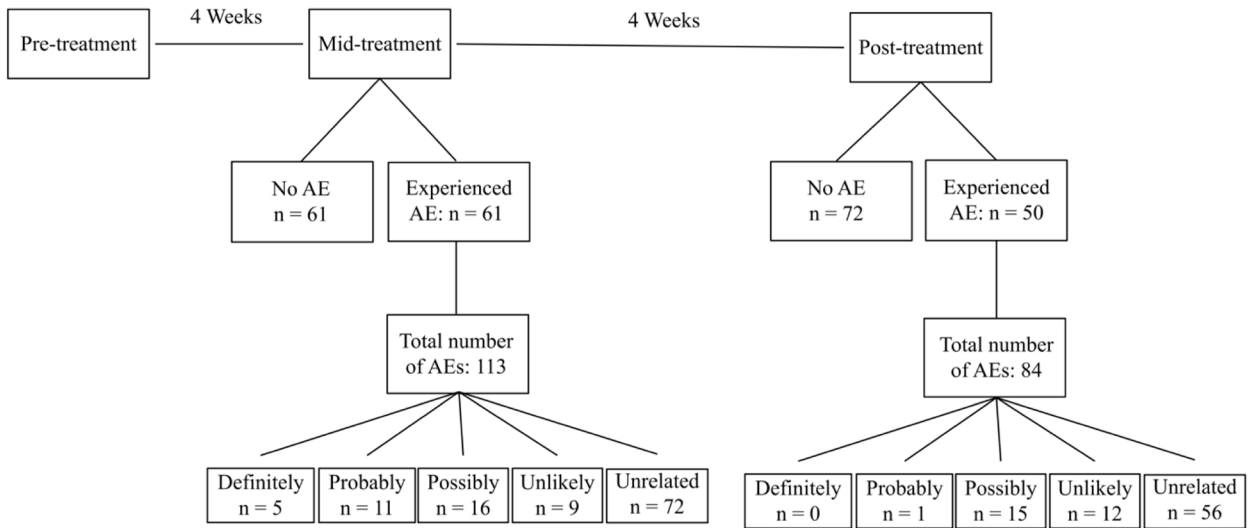 4 Weeks
4 Weeks
Pre-treatment
Mid-treatment
Post-treatment
No AE
n = 61
Experienced
AE: n = 61
No AE
n = 72
Experienced
AE: n = 50
Total number
of AEs: 113
Total number
of AEs: 84
Definitely
n = 5
Probably
n = 11
Possibly
n = 16
Unlikely
n = 9
Unrelated
n = 72
Definitely
n = 0
Probably
n = 1
Possibly
n = 15
Unlikely
n = 12
Unrelated
n = 56